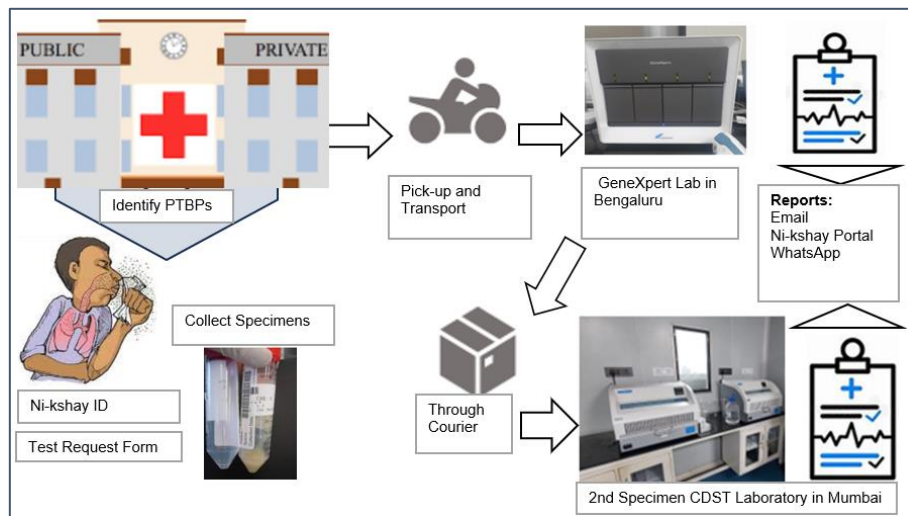 PUBLIC
PRIVATE
Identify PTBPs
Ni-kshay ID
Test Request Form
Collect Specimens
Pick-up and
Transport
GeneXpert Lab in
Bengaluru
Reports:
Email
Ni-kshay Portal
WhatsApp
Through
Courier
2nd Specimen CDST Laboratory in Mumbai